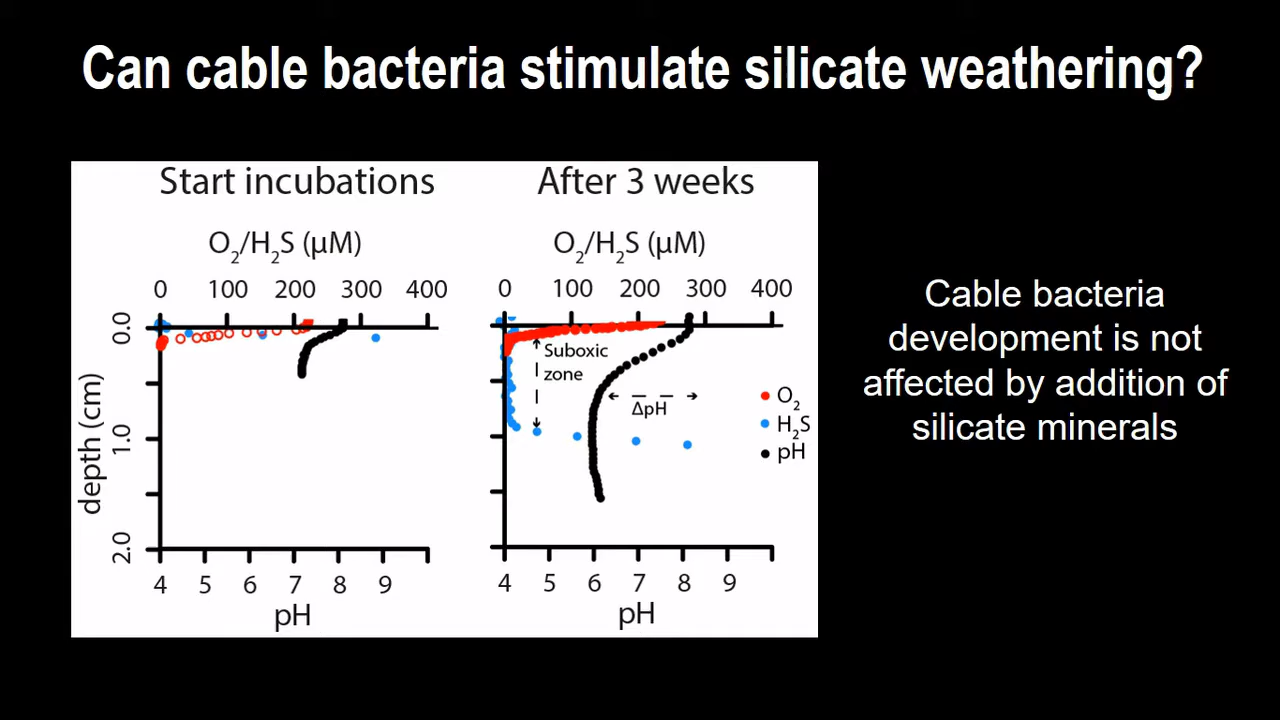 Can cable bacteria stimulate silicate weathering?
Start incubations
O₂/H₂S (µM)
0 100 200 300 400
0.0
1.0
2.0
depth (cm)
4 5 6 7 8 9
pH
After 3 weeks
O₂/H₂S (µM)
0 100 200 300 400
Suboxic
zone
ΔpH
O₂
H₂S
pH
4 5 6 7 8 9
pH
Cable bacteria
development is not
affected by addition of
silicate minerals